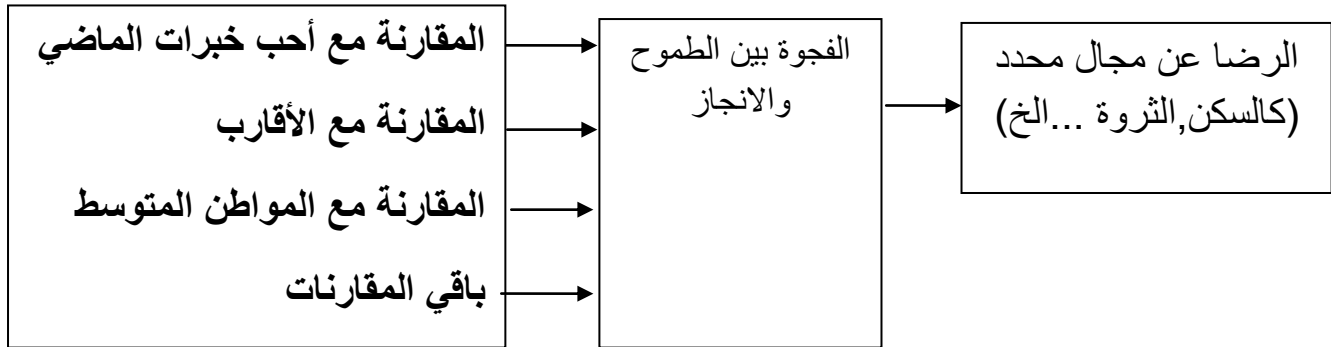 المقارنة مع أحب خبرات الماضي
المقارنة مع الأقارب
المقارنة مع المواطن المتوسط
باقي المقارنات
الفجوة بين الطموح
والانجاز
الرضا عن مجال محدد
(كالسكن,الثروة ...الخ)